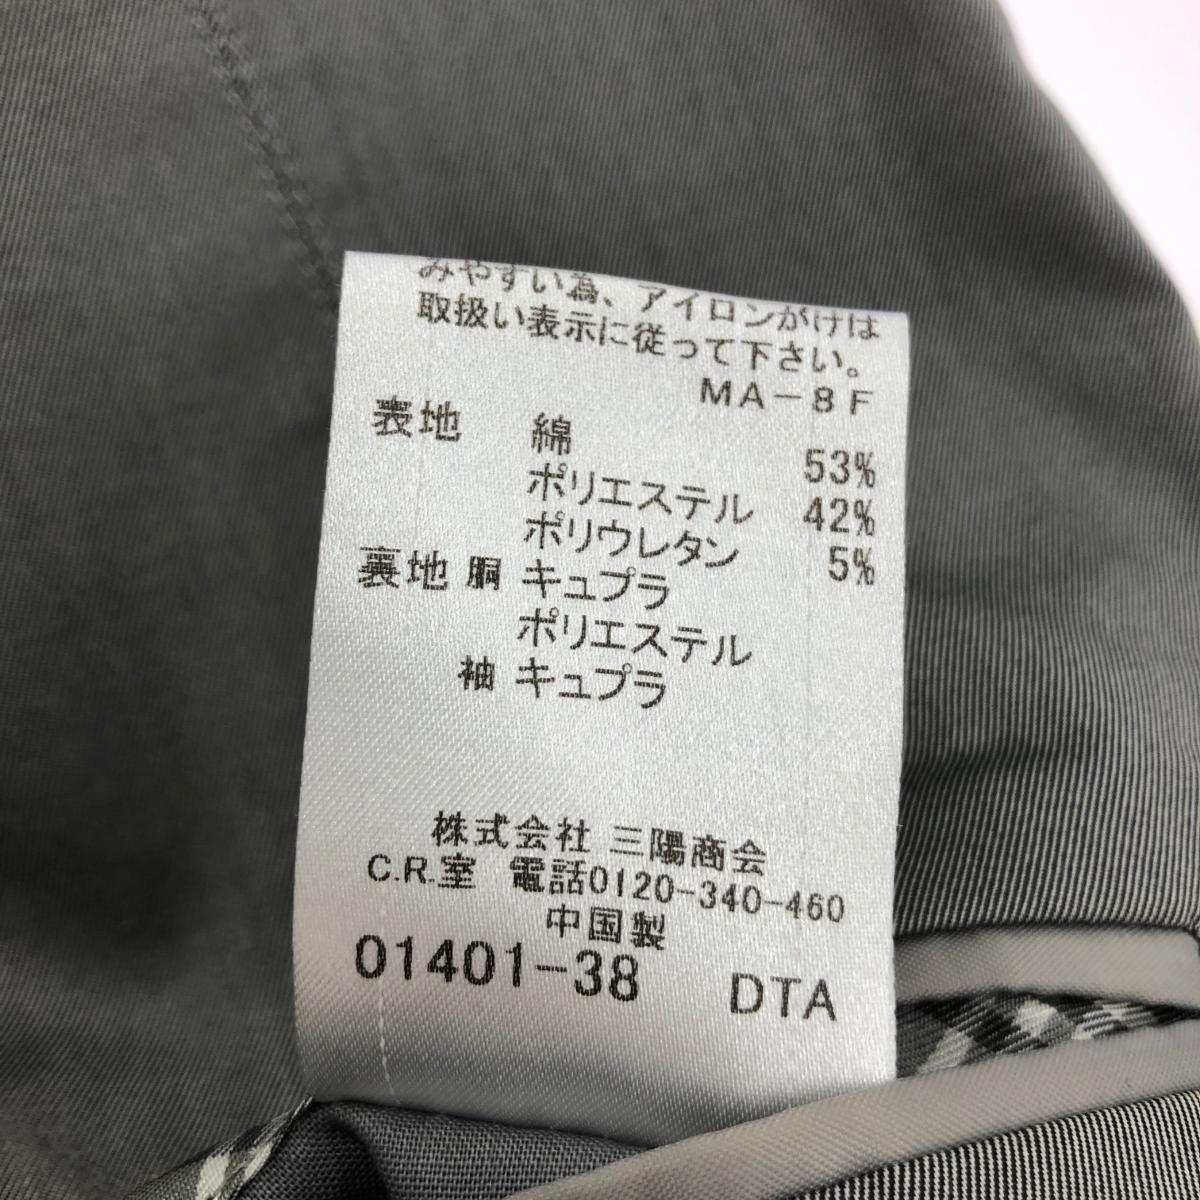 みやすい為、アイロンがけは
取扱い表示に従って下さい。
MA-8F
表地 綿 53%
ポリエステル 42%
ポリウレタン 5%
裏地 胴 キュプラ
ポリエステル
袖 キュプラ
株式会社 三陽商会
C.R.室 電話0120-340-460
中国製
01401-38 DTA